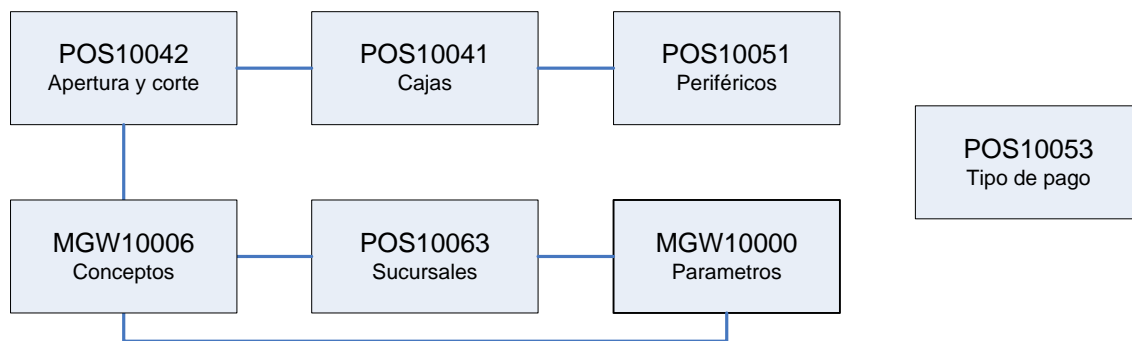 POS10042
Apertura y corte
POS10041
Cajas
POS10051
Periféricos
POS10053
Tipo de pago
MGW10006
Conceptos
POS10063
Sucursales
MGW10000
Parametros